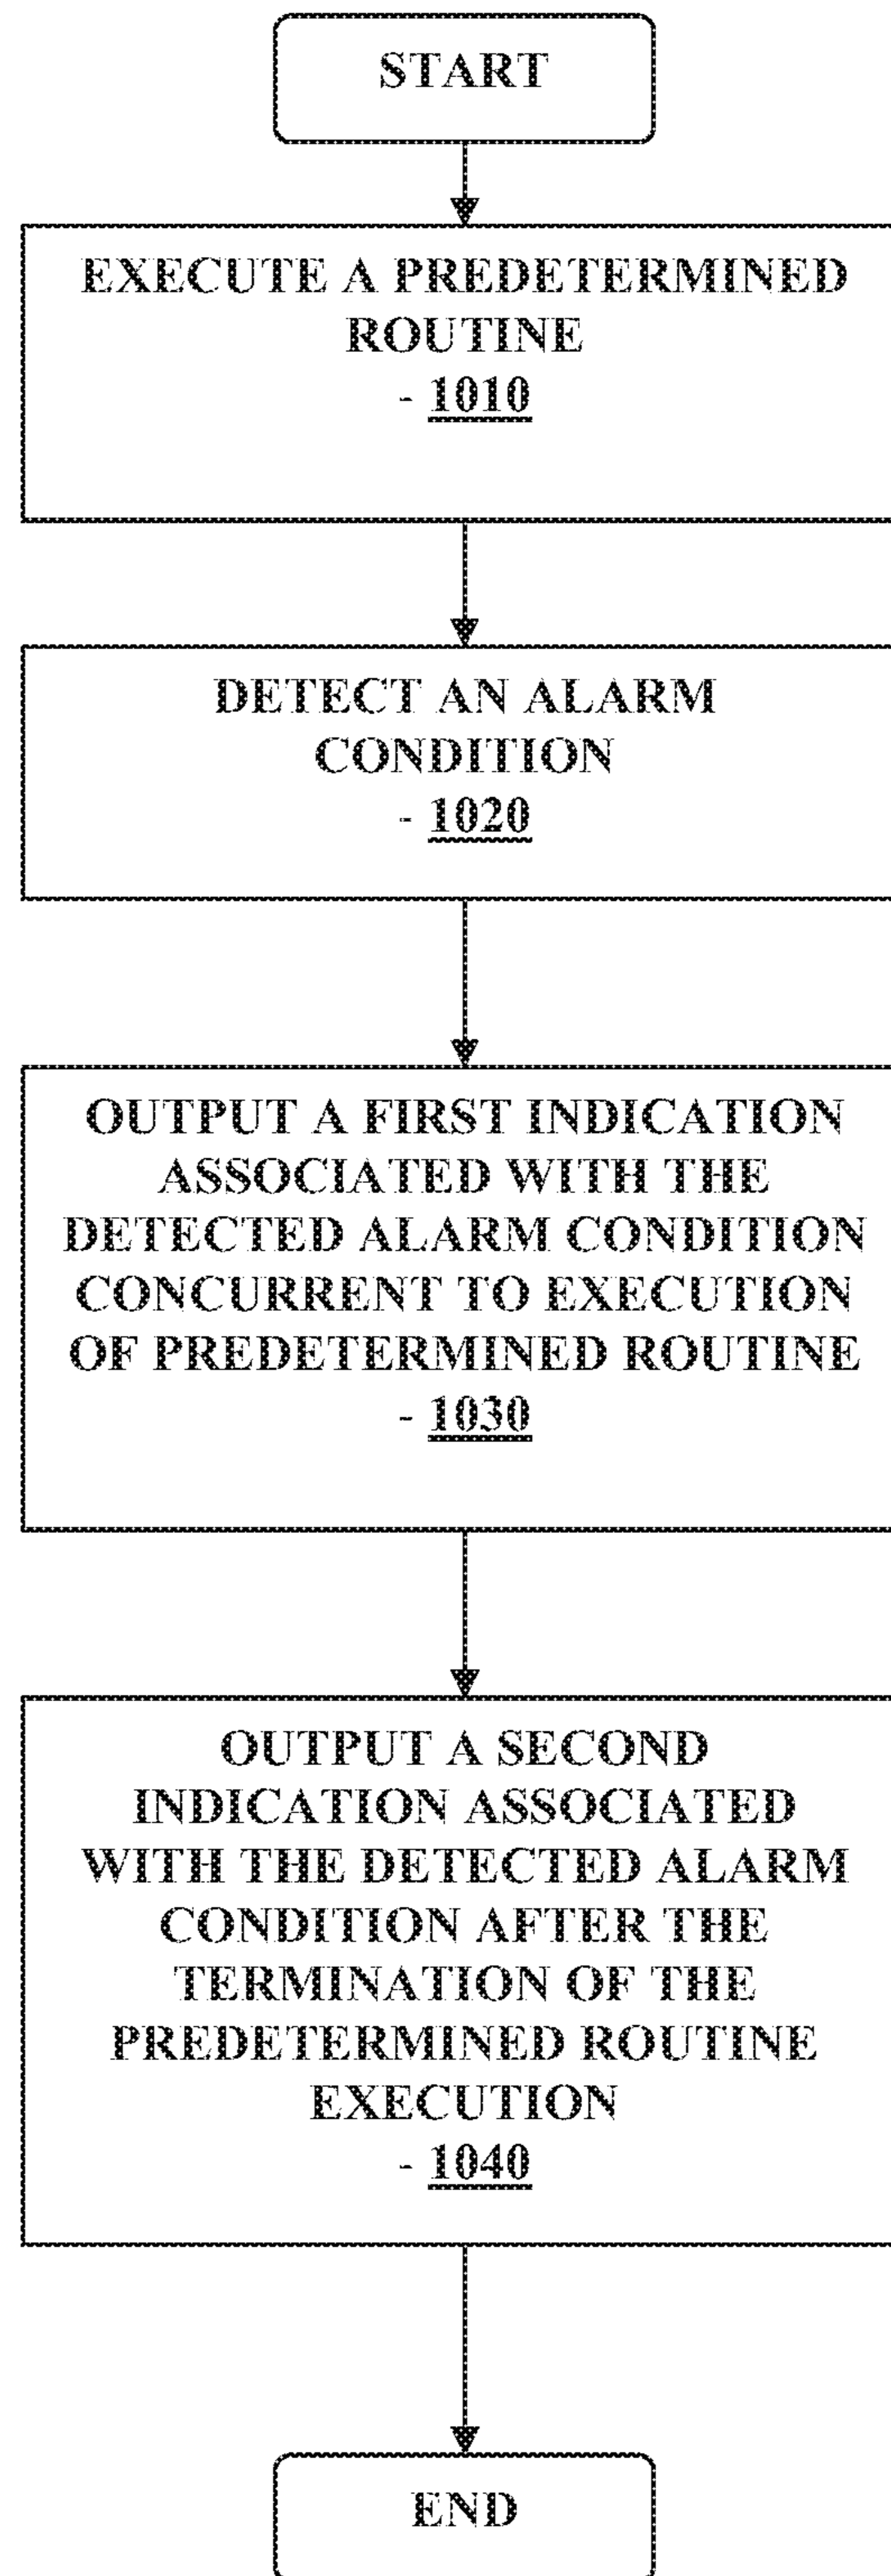 START
EXECUTE A PREDETERMINED
ROUTINE
- 1010
DETECT AN ALARM
CONDITION
- 1020
OUTPUT A FIRST INDICATION
ASSOCIATED WITH THE
DETECTED ALARM CONDITION
CONCURRENT TO EXECUTION
OF PREDETERMINED ROUTINE
- 1030
OUTPUT A SECOND
INDICATION ASSOCIATED
WITH THE DETECTED ALARM
CONDITION AFTER THE
TERMINATION OF THE
PREDETERMINED ROUTINE
EXECUTION
- 1040
END